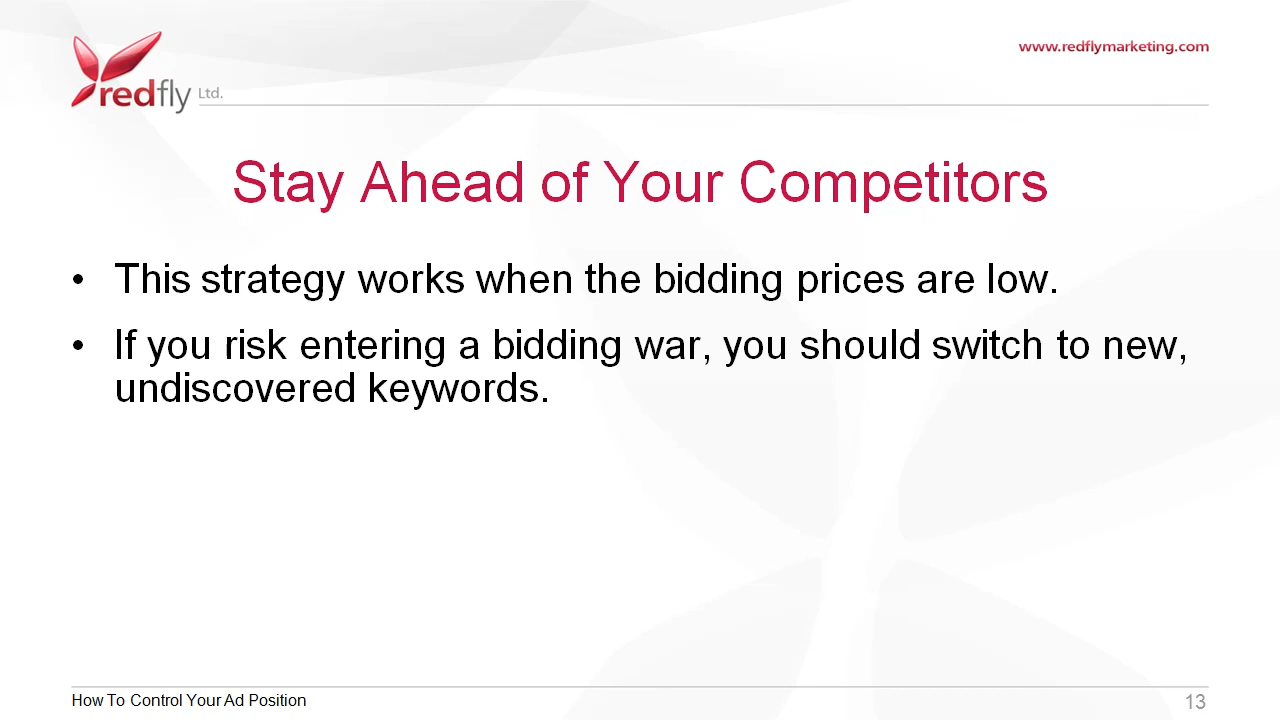 redfly Ltd.
www.redflymarketing.com
Stay Ahead of Your Competitors
• This strategy works when the bidding prices are low.
• If you risk entering a bidding war, you should switch to new,
undiscovered keywords.
How To Control Your Ad Position
13